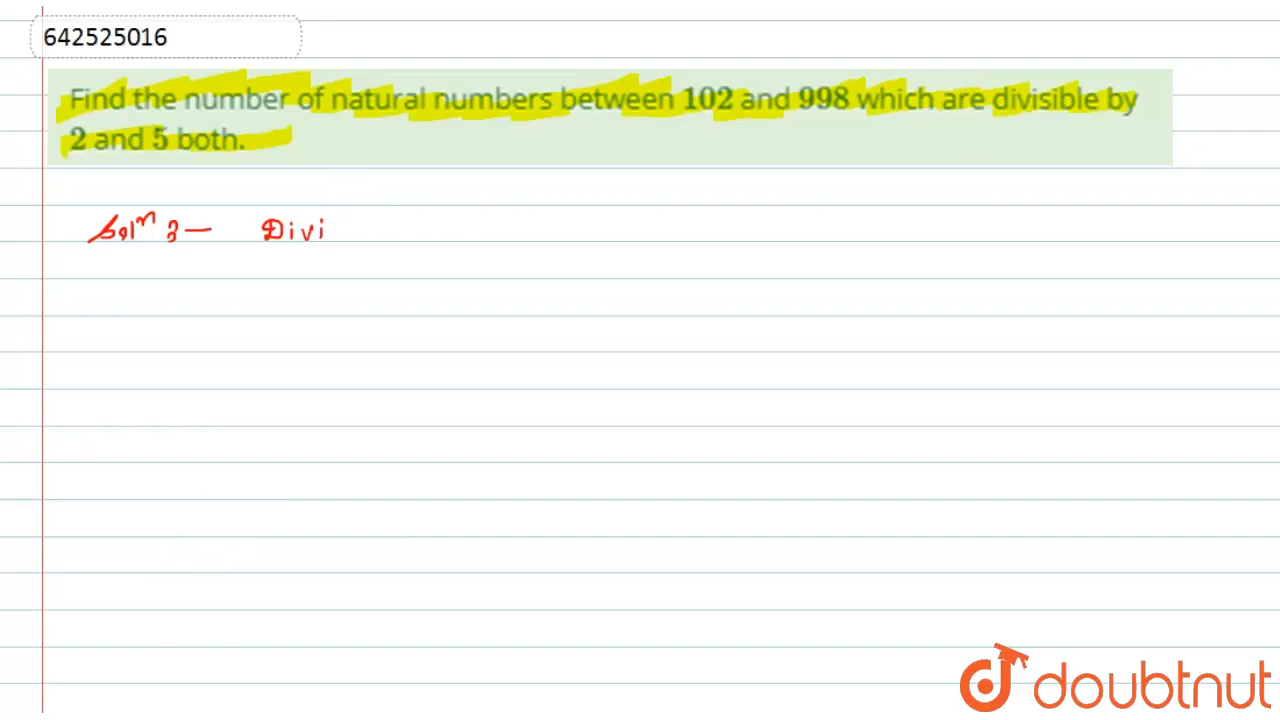 642525016
Find the number of natural numbers between 102 and 998 which are divisible by
2 and 5 both.
Solⁿ :- Divi
doubtnut